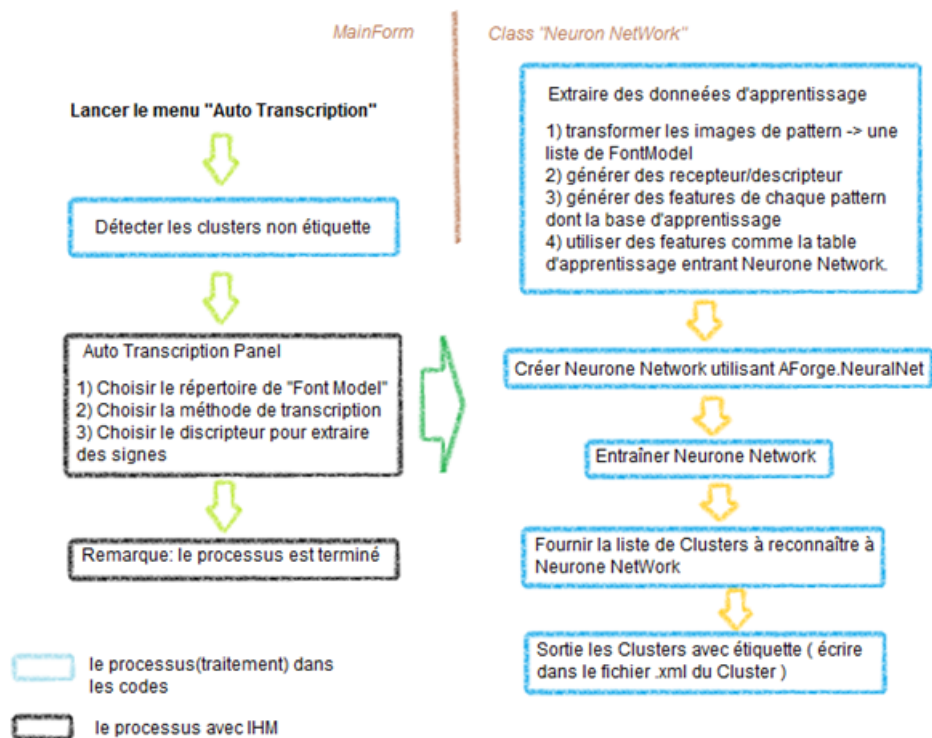 MainForm
Class "Neuron NetWork"
Lancer le menu "Auto Transcription"
Détecter les clusters non étiquette
Auto Transcription Panel
1) Choisir le répertoire de "Font Model"
2) Choisir la méthode de transcription
3) Choisir le discripteur pour extraire
des signes
Remarque: le processus est terminé
le processus(traitement) dans
les codes
le processus avec IHM
Extraire des donneées d'apprentissage
1) transformer les images de pattern -> une
liste de FontModel
2) générer des recepteur/descripteur
3) générer des features de chaque pattern
dont la base d'apprentissage
4) utiliser des features comme la table
d'apprentissage entrant Neurone Network.
Créer Neurone Network utilisant AForge.NeuralNet
Entraîner Neurone Network
Fournir la liste de Clusters à reconnaître à
Neurone NetWork
Sortie les Clusters avec étiquette ( écrire
dans le fichier .xml du Cluster )